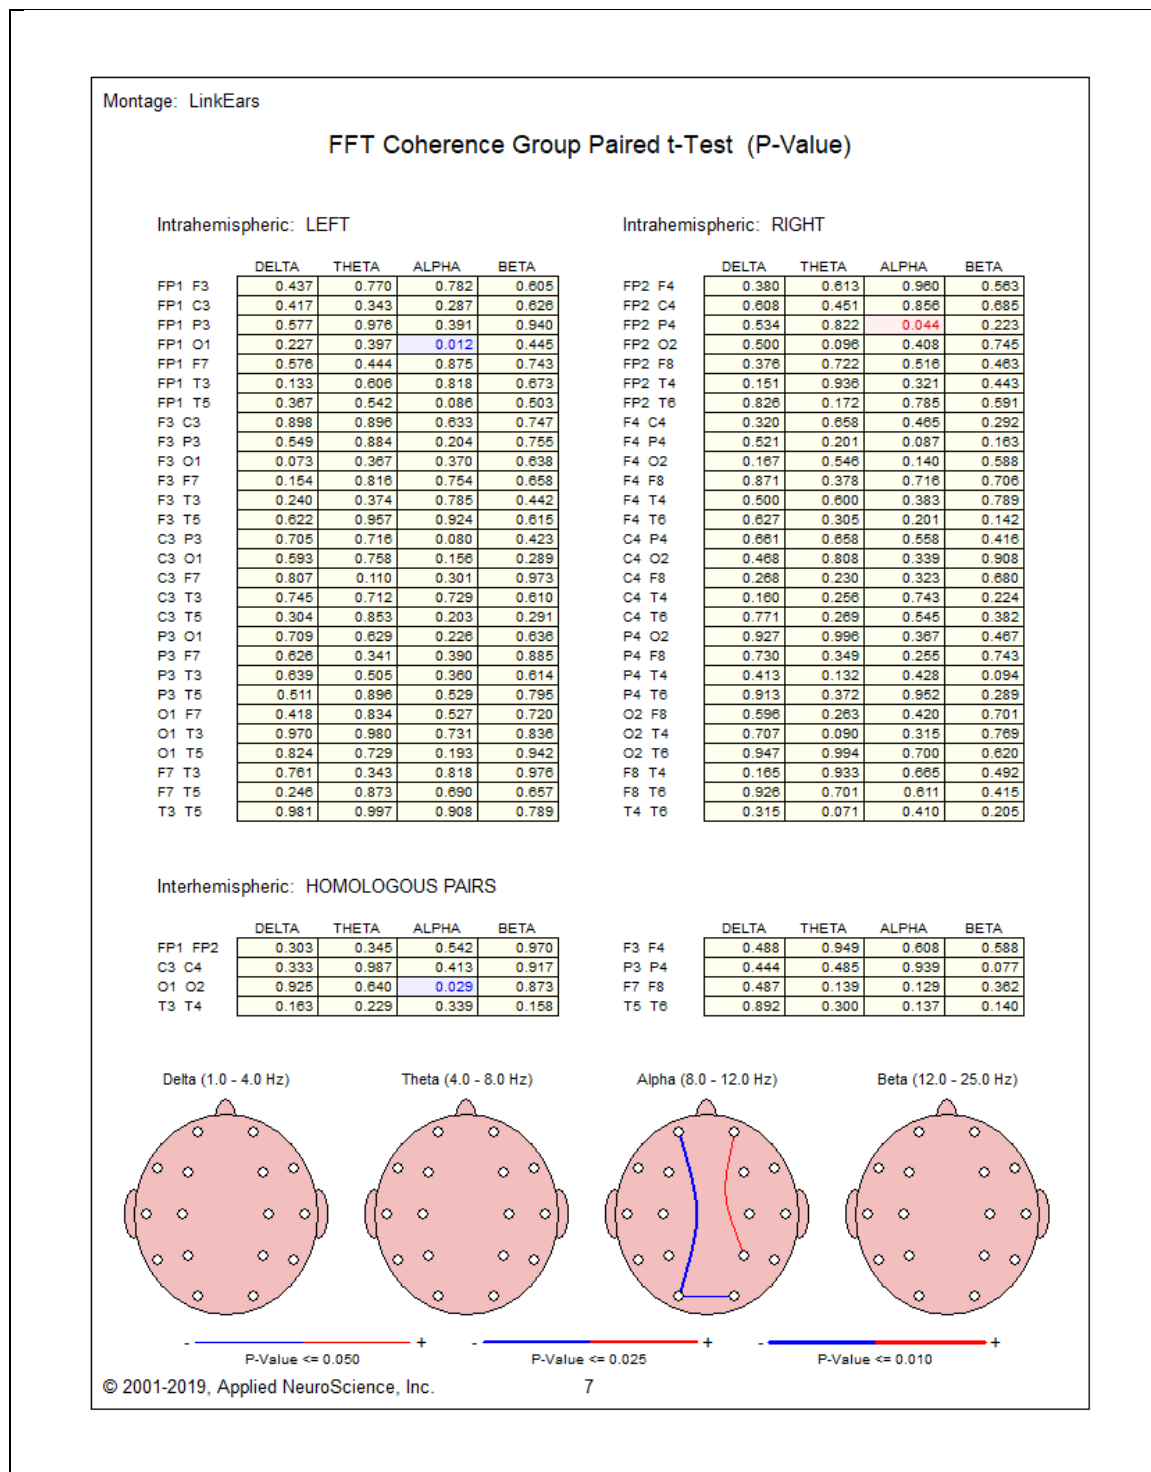 Montage: LinkEars
FFT Coherence Group Paired t-Test (P-Value)
Intrahemispheric: LEFT
DELTA THETA ALPHA BETA
FP1 F3 0.437 0.770 0.782 0.605
FP1 C3 0.417 0.343 0.287 0.626
FP1 P3 0.577 0.976 0.391 0.940
FP1 O1 0.227 0.397 0.012 0.445
FP1 F7 0.576 0.444 0.875 0.743
FP1 T3 0.133 0.606 0.818 0.673
FP1 T5 0.367 0.542 0.086 0.503
F3 C3 0.898 0.896 0.633 0.747
F3 P3 0.549 0.884 0.204 0.755
F3 O1 0.073 0.367 0.370 0.638
F3 F7 0.154 0.816 0.754 0.658
F3 T3 0.240 0.374 0.785 0.442
F3 T5 0.622 0.957 0.924 0.615
C3 P3 0.705 0.716 0.080 0.423
C3 O1 0.593 0.758 0.156 0.289
C3 F7 0.807 0.110 0.301 0.973
C3 T3 0.745 0.712 0.729 0.610
C3 T5 0.304 0.853 0.203 0.291
P3 O1 0.709 0.629 0.226 0.636
P3 F7 0.626 0.341 0.390 0.885
P3 T3 0.639 0.505 0.360 0.614
P3 T5 0.511 0.896 0.529 0.795
O1 F7 0.418 0.834 0.527 0.720
O1 T3 0.970 0.980 0.731 0.836
O1 T5 0.824 0.729 0.193 0.942
F7 T3 0.761 0.343 0.818 0.976
F7 T5 0.246 0.873 0.690 0.657
T3 T5 0.981 0.997 0.908 0.789
Intrahemispheric: RIGHT
DELTA THETA ALPHA BETA
FP2 F4 0.380 0.613 0.960 0.563
FP2 C4 0.608 0.451 0.856 0.685
FP2 P4 0.534 0.822 0.044 0.223
FP2 O2 0.500 0.096 0.408 0.745
FP2 F8 0.376 0.722 0.516 0.463
FP2 T4 0.151 0.936 0.321 0.443
FP2 T6 0.826 0.172 0.785 0.591
F4 C4 0.320 0.658 0.465 0.292
F4 P4 0.521 0.201 0.087 0.163
F4 O2 0.167 0.546 0.140 0.588
F4 F8 0.871 0.378 0.716 0.706
F4 T4 0.500 0.600 0.383 0.789
F4 T6 0.627 0.305 0.201 0.142
C4 P4 0.661 0.658 0.558 0.416
C4 O2 0.468 0.808 0.339 0.908
C4 F8 0.268 0.230 0.323 0.680
C4 T4 0.160 0.256 0.743 0.224
C4 T6 0.771 0.269 0.545 0.382
P4 O2 0.927 0.996 0.367 0.467
P4 F8 0.730 0.349 0.255 0.743
P4 T4 0.413 0.132 0.428 0.094
P4 T6 0.913 0.372 0.952 0.289
O2 F8 0.596 0.263 0.420 0.701
O2 T4 0.707 0.090 0.315 0.769
O2 T6 0.947 0.994 0.700 0.620
F8 T4 0.165 0.933 0.665 0.492
F8 T6 0.926 0.701 0.611 0.415
T4 T6 0.315 0.071 0.410 0.205
Interhemispheric: HOMOLOGOUS PAIRS
DELTA THETA ALPHA BETA
FP1 FP2 0.303 0.345 0.542 0.970
C3 C4 0.333 0.987 0.413 0.917
O1 O2 0.925 0.640 0.029 0.873
T3 T4 0.163 0.229 0.339 0.158
DELTA THETA ALPHA BETA
F3 F4 0.488 0.949 0.608 0.588
P3 P4 0.444 0.485 0.939 0.077
F7 F8 0.487 0.139 0.129 0.362
T5 T6 0.892 0.300 0.137 0.140
Delta (1.0 - 4.0 Hz)
Theta (4.0 - 8.0 Hz)
Alpha (8.0 - 12.0 Hz)
Beta (12.0 - 25.0 Hz)
- +
P-Value <= 0.050
- +
P-Value <= 0.025
- +
P-Value <= 0.010
© 2001-2019, Applied NeuroScience, Inc.
7